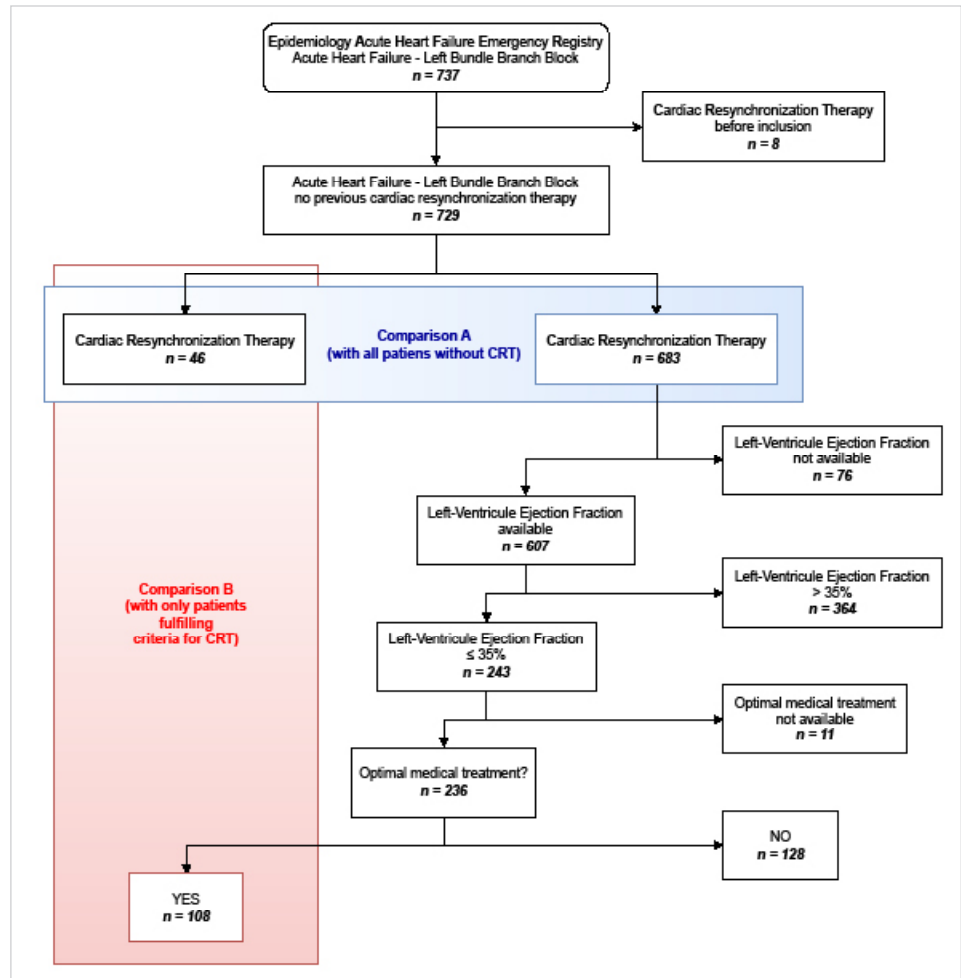 Epidemiology Acute Heart Failure Emergency Registry
Acute Heart Failure - Left Bundle Branch Block
n = 737
Cardiac Resynchronization Therapy
before inclusion
n = 8
Acute Heart Failure - Left Bundle Branch Block
no previous cardiac resynchronization therapy
n = 729
Cardiac Resynchronization Therapy
n = 46
Comparison A
(with all patiens without CRT)
Cardiac Resynchronization Therapy
n = 683
Left-Ventricule Ejection Fraction
not available
n = 76
Left-Ventricule Ejection Fraction
available
n = 607
Left-Ventricule Ejection Fraction
> 35%
n = 364
Comparison B
(with only patients
fulfilling
criteria for CRT)
Left-Ventricule Ejection Fraction
≤ 35%
n = 243
Optimal medical treatment
not available
n = 11
Optimal medical treatment?
n = 236
NO
n = 128
YES
n = 108